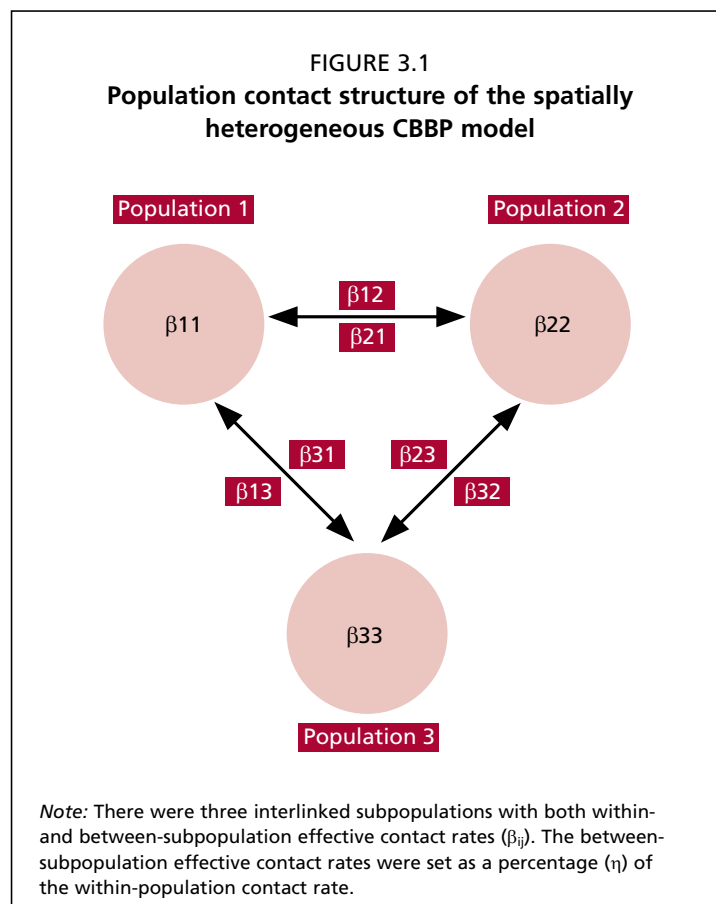 FIGURE 3.1
Population contact structure of the spatially
heterogeneous CBBP model
Population 1
Population 2
β12
β11
β22
β21
β31
β23
β13
β32
β33
Population 3
Note: There were three interlinked subpopulations with both within-
and between-subpopulation effective contact rates (βij). The between-
subpopulation effective contact rates were set as a percentage (η) of
the within-population contact rate.